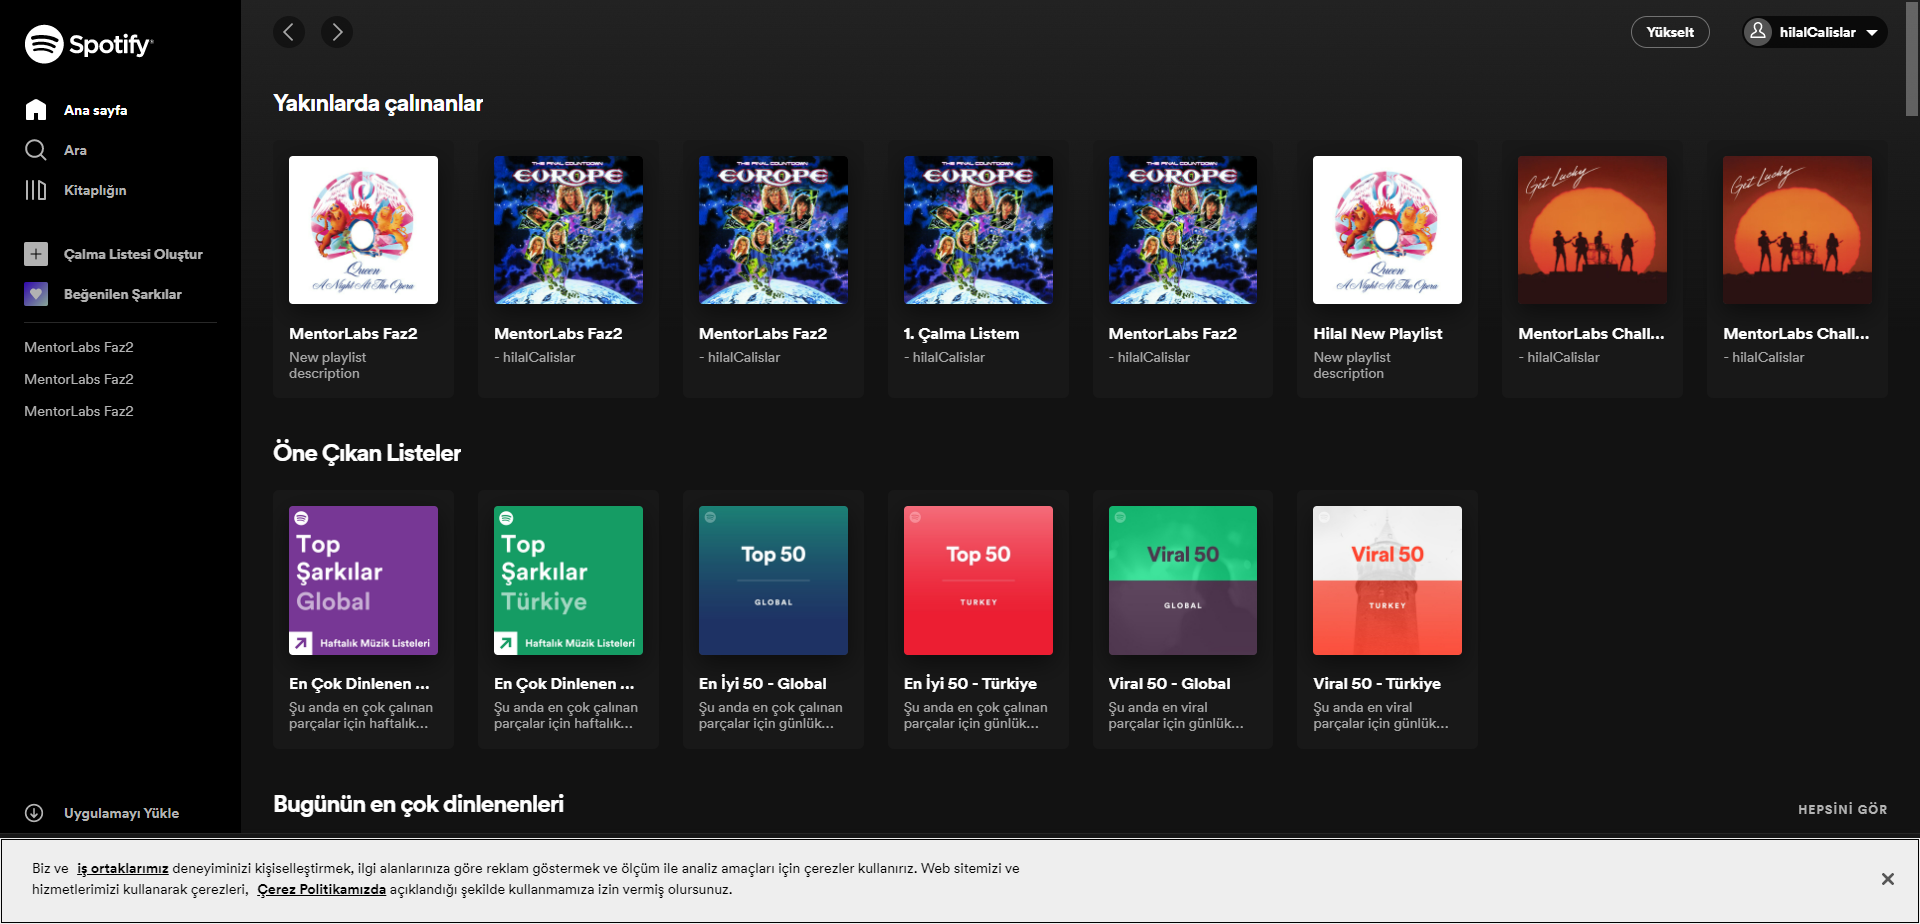 Spotify
Ana sayfa
Ara
Kitaplığın
Çalma Listesi Oluştur
Beğenilen Şarkılar
MentorLabs Faz2
MentorLabs Faz2
MentorLabs Faz2
Uygulamayı Yükle
Yükselt
hilalCalislar
Yakınlarda çalınanlar
Queen
A Night At The Opera
MentorLabs Faz2
New playlist
description
THE FINAL COUNTDOWN
EUROPE
MentorLabs Faz2
- hilalCalislar
THE FINAL COUNTDOWN
EUROPE
MentorLabs Faz2
- hilalCalislar
THE FINAL COUNTDOWN
EUROPE
1. Çalma Listem
- hilalCalislar
THE FINAL COUNTDOWN
EUROPE
MentorLabs Faz2
- hilalCalislar
Queen
A Night At The Opera
Hilal New Playlist
New playlist
description
Get Lucky
MentorLabs Chall...
- hilalCalislar
Get Lucky
MentorLabs Chall...
- hilalCalislar
Öne Çıkan Listeler
Top
Şarkılar
Global
Haftalık Müzik Listeleri
En Çok Dinlenen ...
Şu anda en çok çalınan
parçalar için haftalık...
Top
Şarkılar
Türkiye
Haftalık Müzik Listeleri
En Çok Dinlenen ...
Şu anda en çok çalınan
parçalar için haftalık...
Top 50
GLOBAL
En İyi 50 - Global
Şu anda en çok çalınan
parçalar için günlük...
Top 50
TURKEY
En İyi 50 - Türkiye
Şu anda en çok çalınan
parçalar için günlük...
Viral 50
GLOBAL
Viral 50 - Global
Şu anda en viral
parçalar için günlük...
Viral 50
TURKEY
Viral 50 - Türkiye
Şu anda en viral
parçalar için günlük...
Bugünün en çok dinlenenleri
HEPSİNİ GÖR
Biz ve iş ortaklarımız deneyiminizi kişiselleştirmek, ilgi alanlarınıza göre reklam göstermek ve ölçüm ile analiz amaçları için çerezler kullanırız. Web sitemizi ve
hizmetlerimizi kullanarak çerezleri, Çerez Politikamızda açıklandığı şekilde kullanmamıza izin vermiş olursunuz.